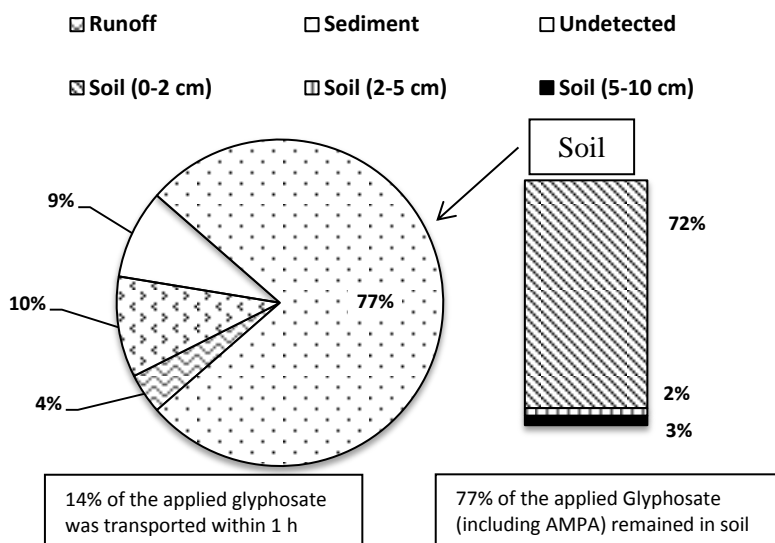 Runoff Sediment Undetected
Soil (0-2 cm) Soil (2-5 cm) Soil (5-10 cm)
Soil
9%
72%
10%
77%
4%
2%
3%
14% of the applied glyphosate
was transported within 1 h
77% of the applied Glyphosate
(including AMPA) remained in soil